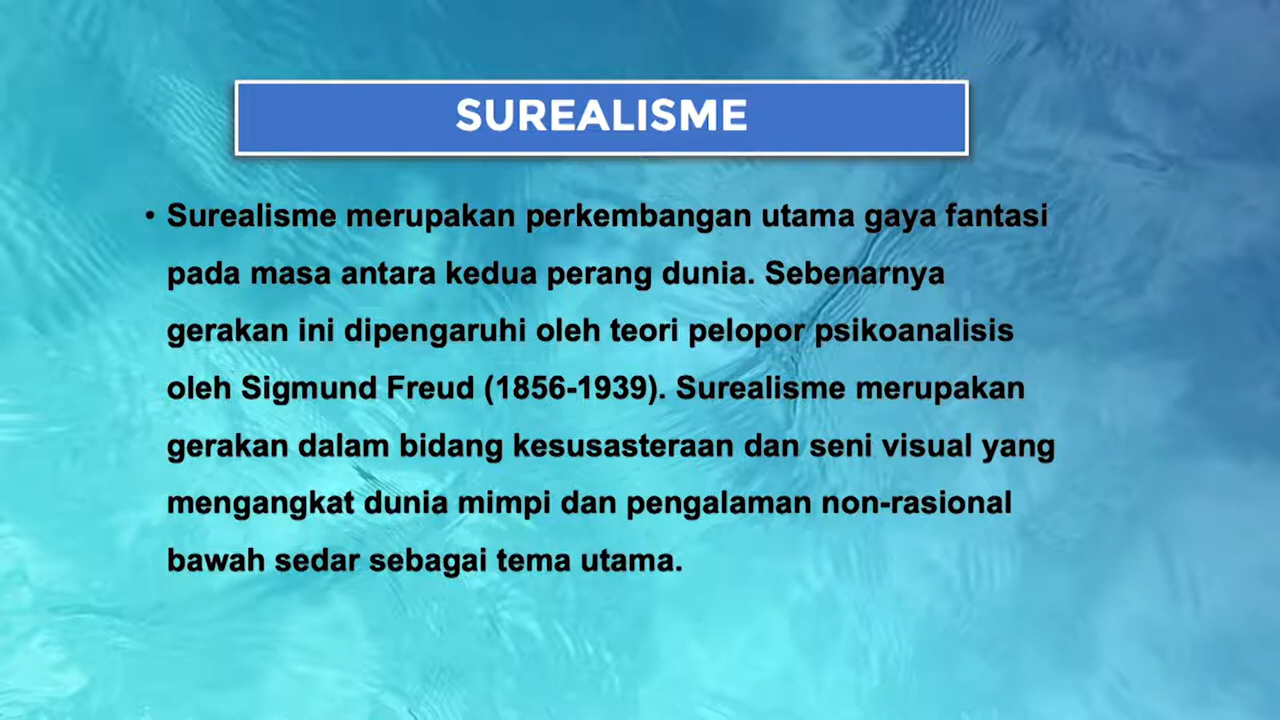 SUREALISME
• Surealisme merupakan perkembangan utama gaya fantasi
pada masa antara kedua perang dunia. Sebenarnya
gerakan ini dipengaruhi oleh teori pelopor psikoanalisis
oleh Sigmund Freud (1856-1939). Surealisme merupakan
gerakan dalam bidang kesusasteraan dan seni visual yang
mengangkat dunia mimpi dan pengalaman non-rasional
bawah sedar sebagai tema utama.